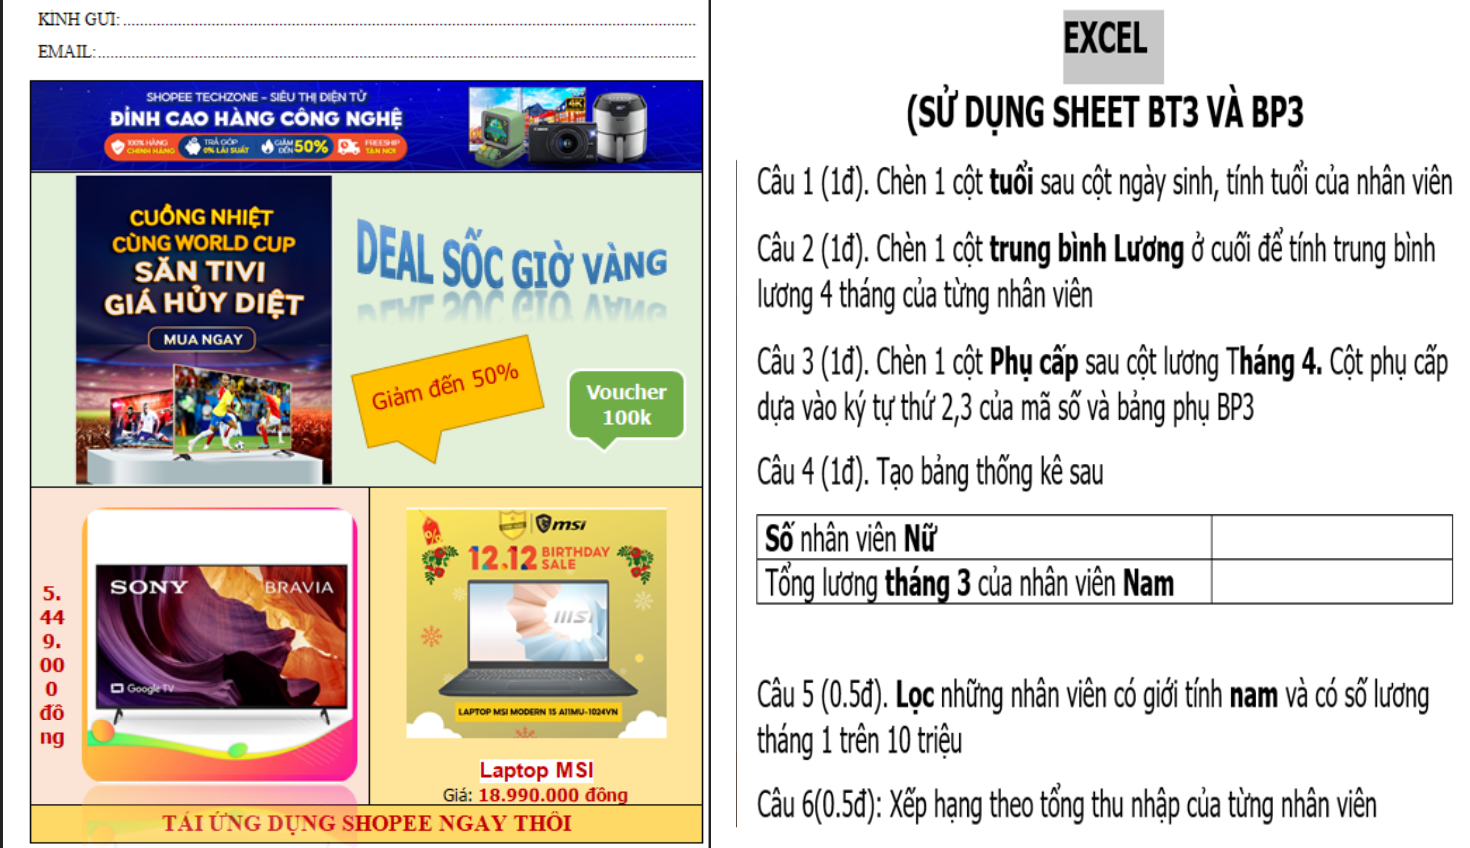 KÍNH GỬI:
EMAIL:
SHOPEE TECHZONE – SIÊU THỊ ĐIỆN TỬ
ĐỈNH CAO HÀNG CÔNG NGHỆ
100% HÀNG
CHÍNH HÃNG
TRẢ GÓP
0% LÃI SUẤT
GIẢM
ĐẾN 50%
FREESHIP
TẬN NƠI
4K
Canon
CUỒNG NHIỆT
CÙNG WORLD CUP
SĂN TIVI
GIÁ HỦY DIỆT
MUA NGAY
DEAL SỐC GIỜ VÀNG
Giảm đến 50%
Voucher
100k
5.
44
9.
00
0
đồ
ng
SONY
BRAVIA
Google TV
msi
12.12 BIRTHDAY
SALE
msi
LAPTOP MSI MODERN 15 A11MU-1024VN
Laptop MSI
Giá: 18.990.000 đồng
TẢI ỨNG DỤNG SHOPEE NGAY THÔI
EXCEL
(SỬ DỤNG SHEET BT3 VÀ BP3
Câu 1 (1đ). Chèn 1 cột tuổi sau cột ngày sinh, tính tuổi của nhân viên
Câu 2 (1đ). Chèn 1 cột trung bình Lương ở cuối để tính trung bình
lương 4 tháng của từng nhân viên
Câu 3 (1đ). Chèn 1 cột Phụ cấp sau cột lương Tháng 4. Cột phụ cấp
dựa vào ký tự thứ 2,3 của mã số và bảng phụ BP3
Câu 4 (1đ). Tạo bảng thống kê sau
Số nhân viên Nữ
Tổng lương tháng 3 của nhân viên Nam
Câu 5 (0.5đ). Lọc những nhân viên có giới tính nam và có số lương
tháng 1 trên 10 triệu
Câu 6(0.5đ): Xếp hạng theo tổng thu nhập của từng nhân viên